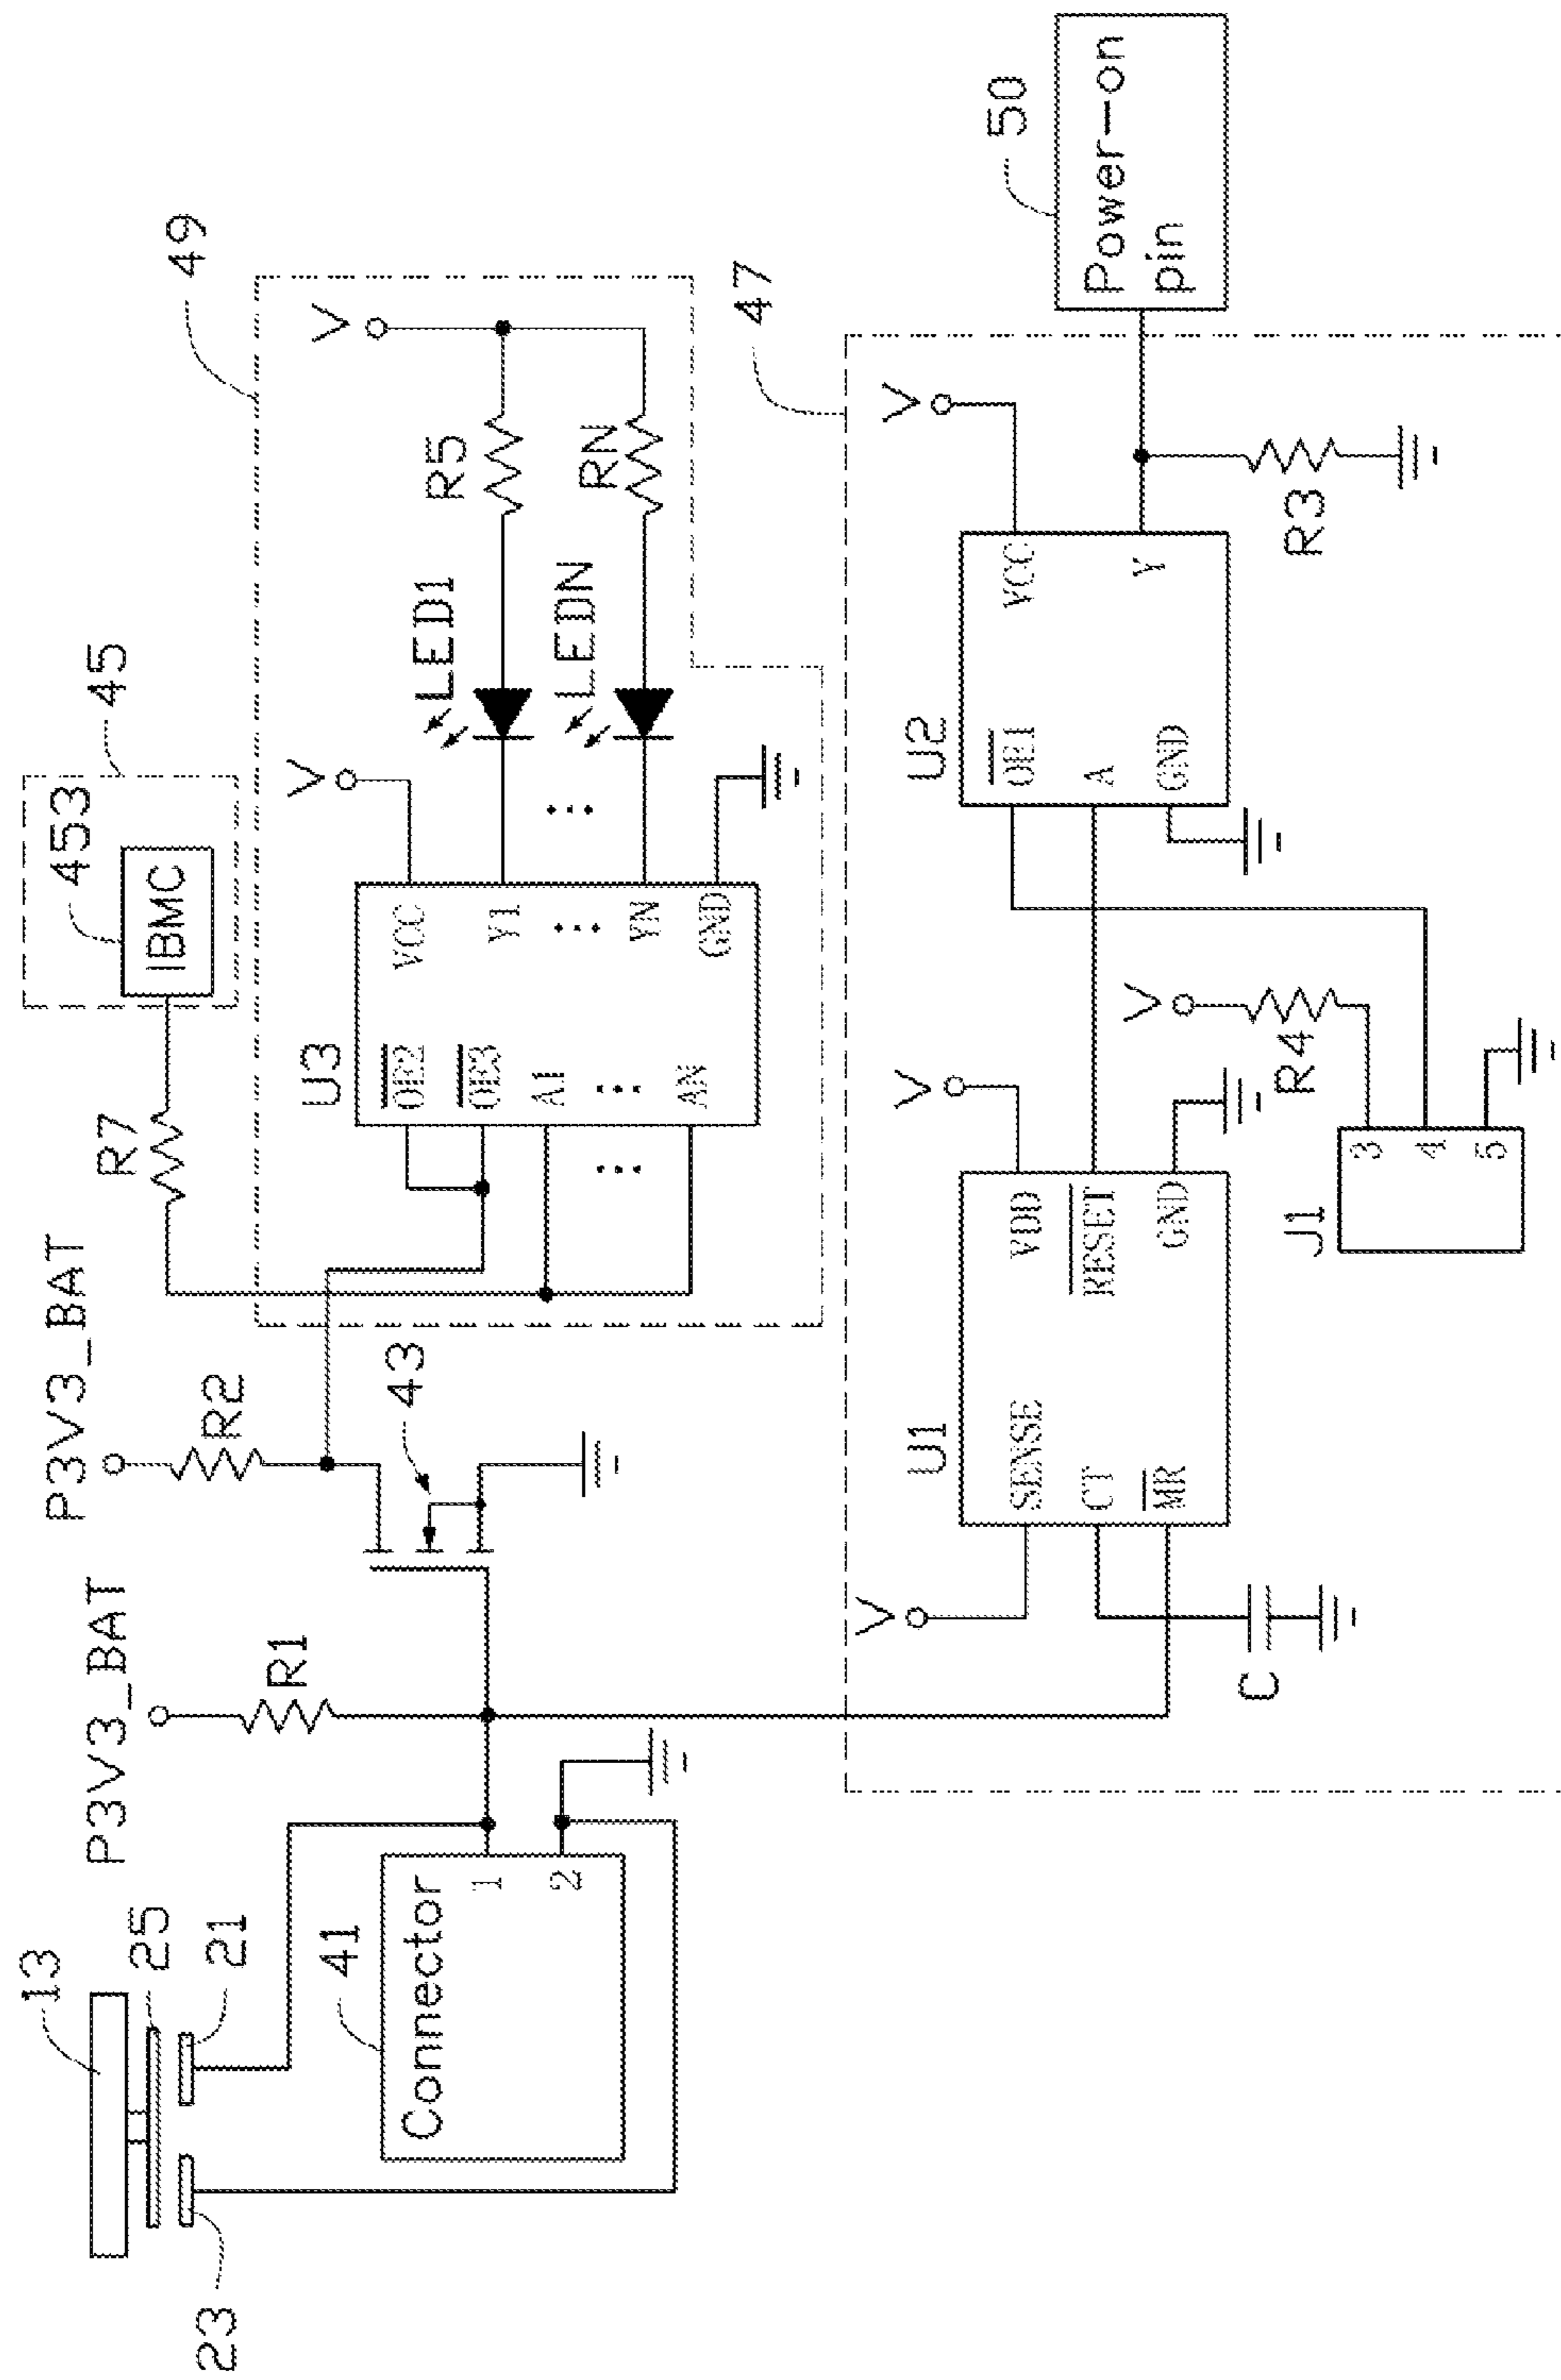 13
25
21
23
41
Connector
1
2
P3V3_BAT
R1
P3V3_BAT
R2
43
R7
45
453
IBMC
49
U3
OE2
OE3
A1
AN
VCC
Y1
YN
GND
V
LED1
LEDN
R5
RN
V
47
U1
SENSE
CT
MR
VDD
RESET
GND
V
C
V
J1
3
4
5
R4
V
U2
OE1
A
GND
VCC
Y
V
R3
50
Power-on
pin